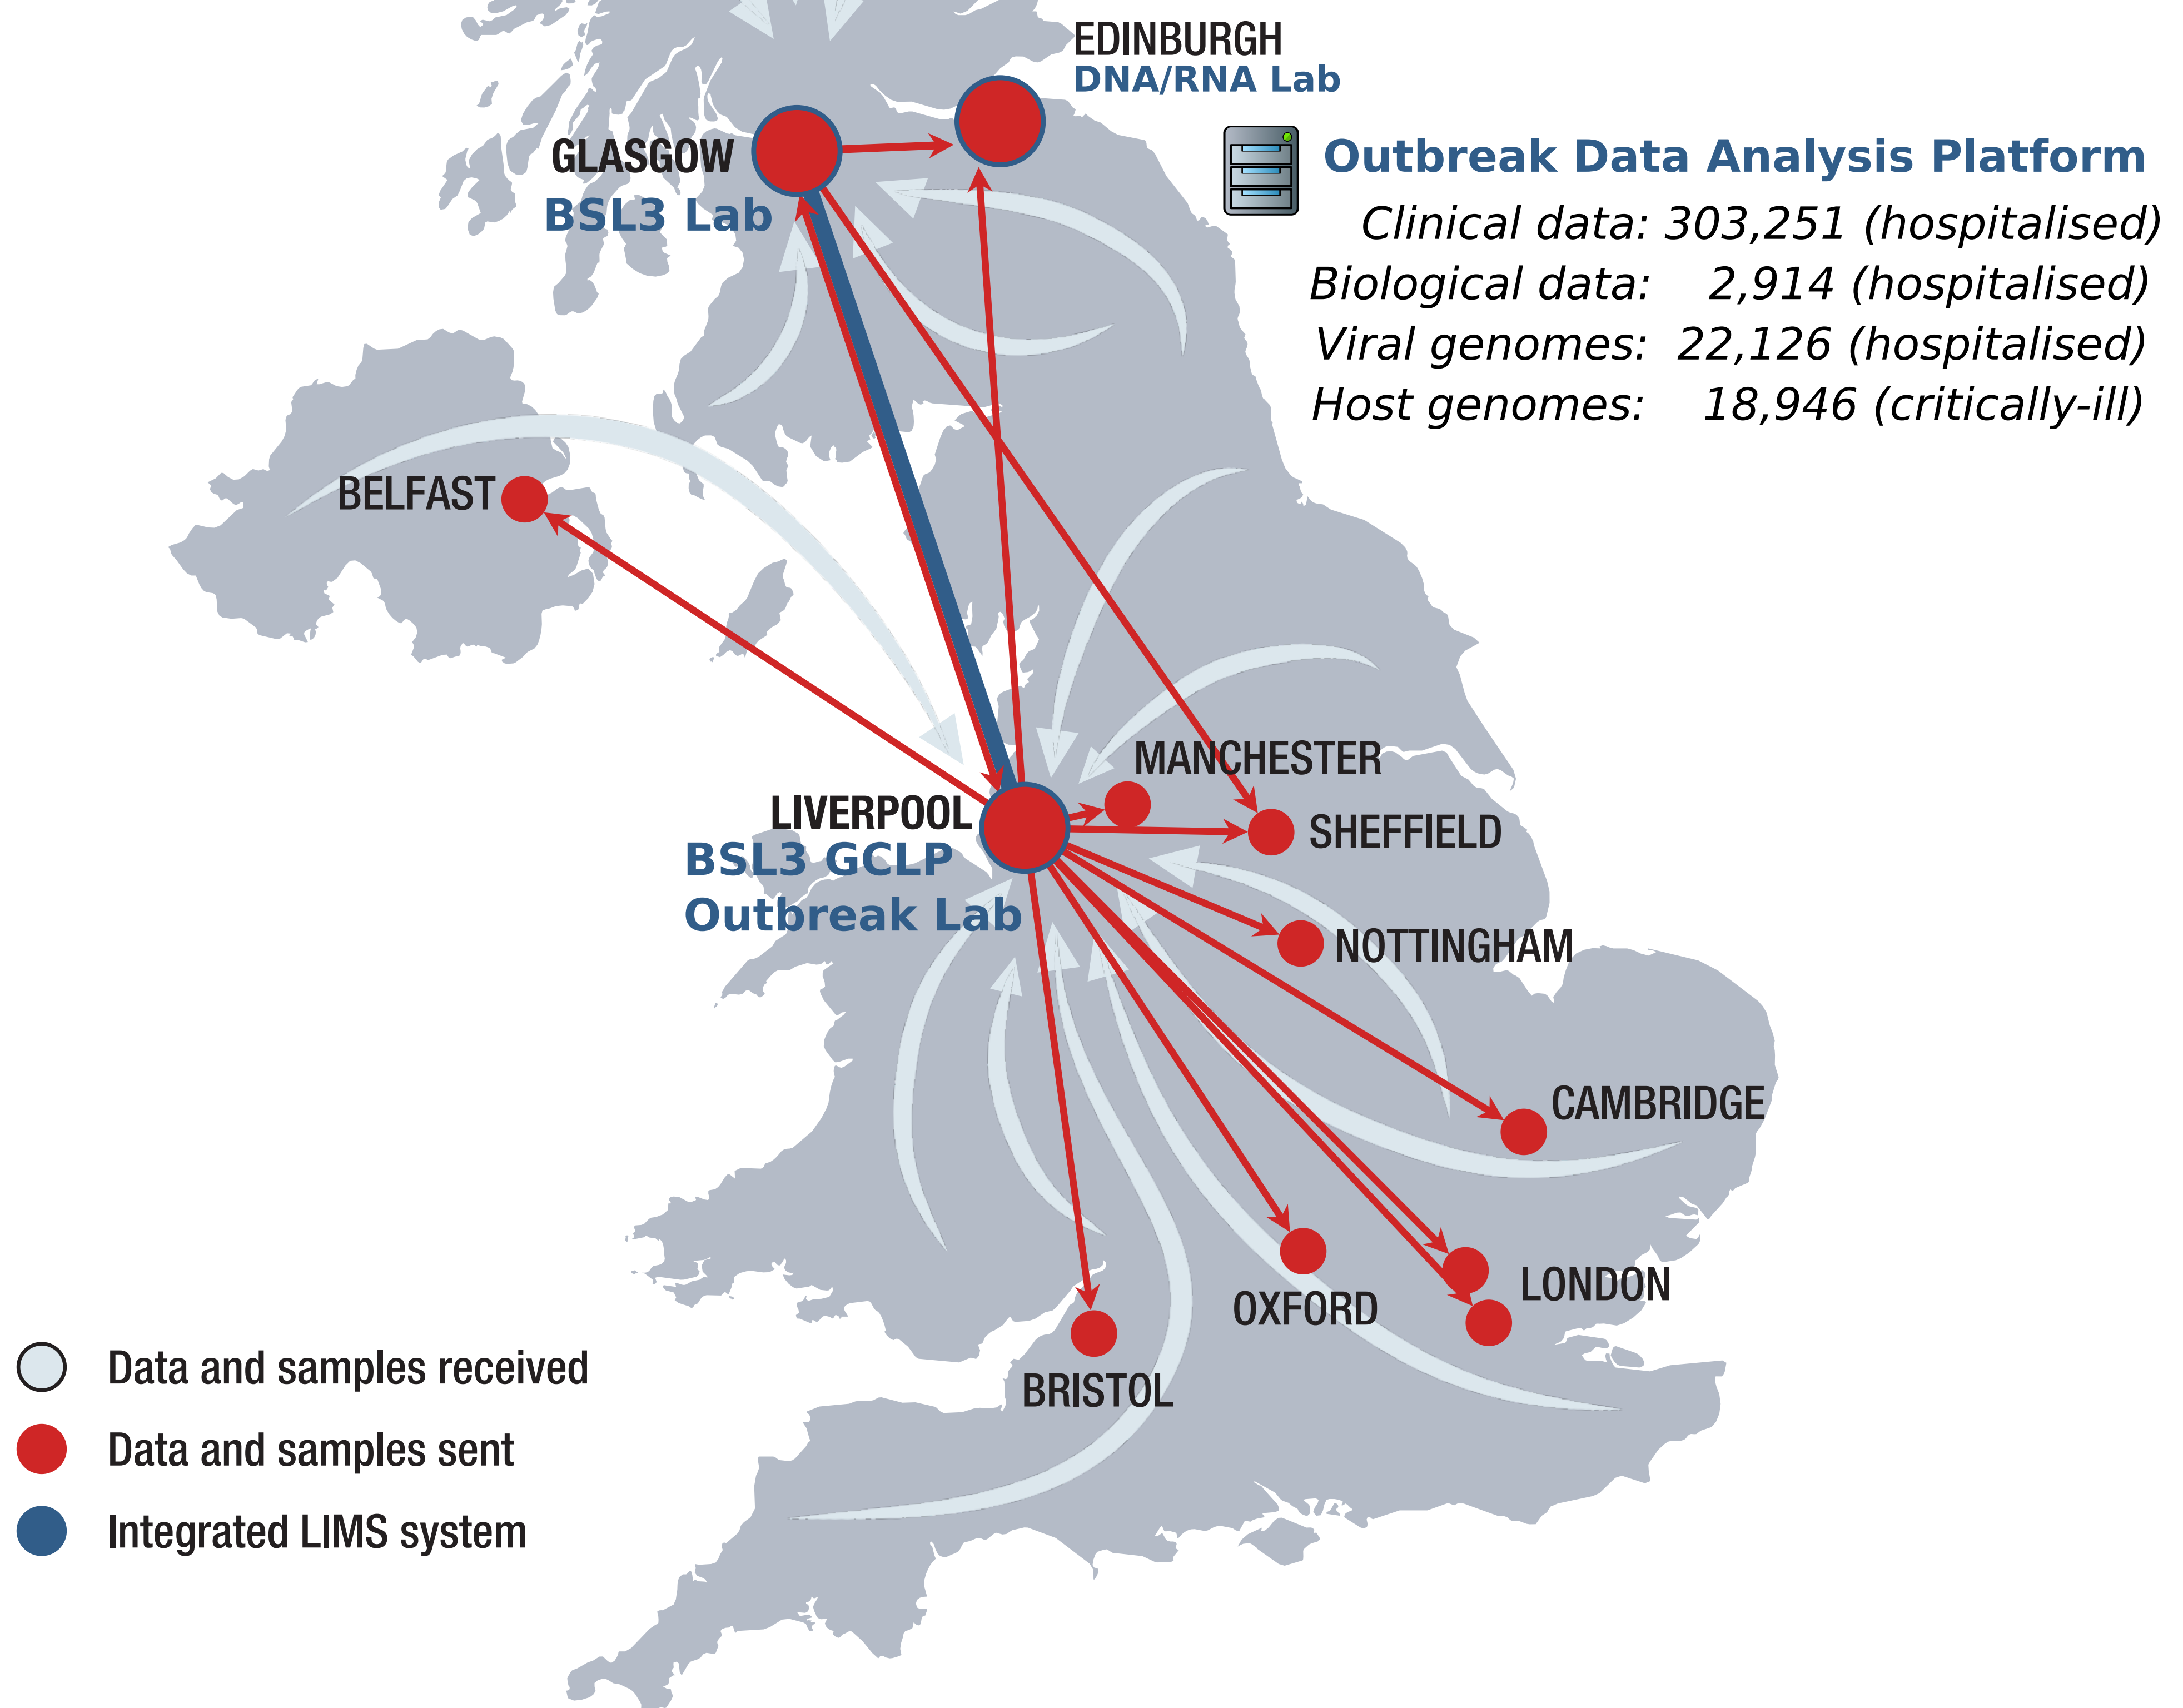 EDINBURGH
DNA/RNA Lab
GLASGOW
BSL3 Lab
Outbreak Data Analysis Platform
Clinical data: 303,251 (hospitalised)
Biological data: 2,914 (hospitalised)
Viral genomes: 22,126 (hospitalised)
Host genomes: 18,946 (critically-ill)
BELFAST
MANCHESTER
LIVERPOOL
BSL3 GCLP
Outbreak Lab
SHEFFIELD
NOTTINGHAM
CAMBRIDGE
LONDON
OXFORD
BRISTOL
Data and samples received
Data and samples sent
Integrated LIMS system